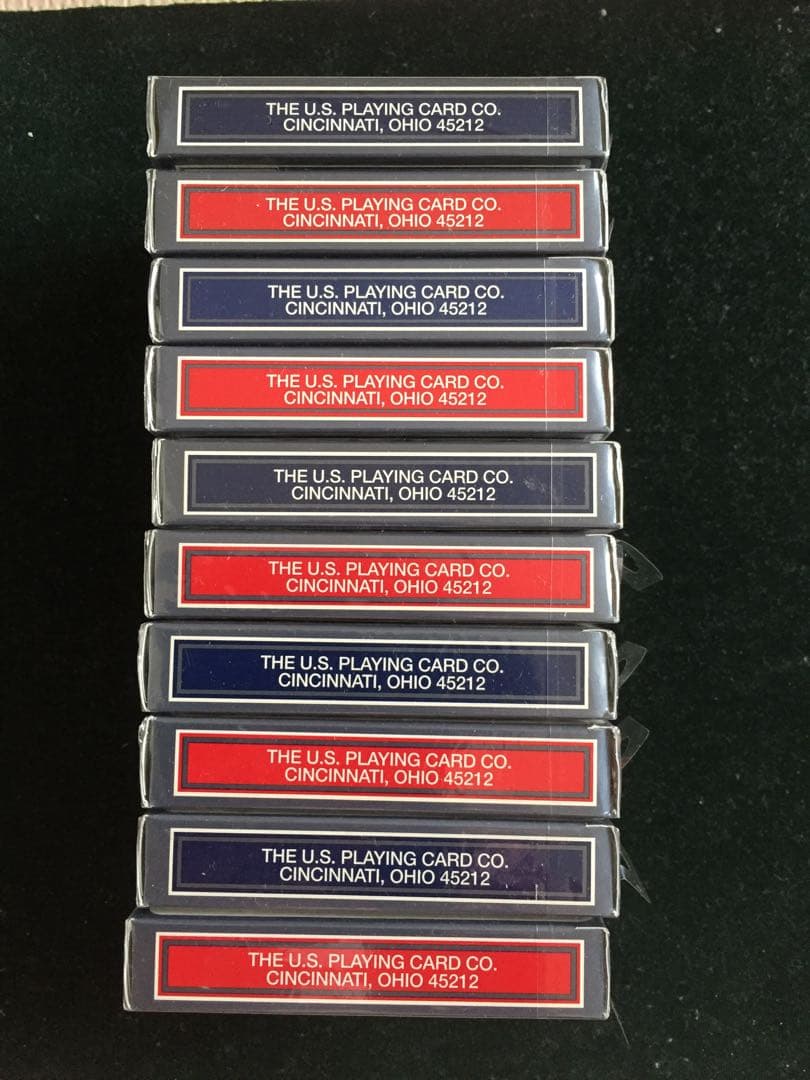 THE U.S. PLAYING CARD CO.
CINCINNATI, OHIO 45212
THE U.S. PLAYING CARD CO.
CINCINNATI, OHIO 45212
THE U.S. PLAYING CARD CO.
CINCINNATI, OHIO 45212
THE U.S. PLAYING CARD CO.
CINCINNATI, OHIO 45212
THE U.S. PLAYING CARD CO.
CINCINNATI, OHIO 45212
THE U.S. PLAYING CARD CO.
CINCINNATI, OHIO 45212
THE U.S. PLAYING CARD CO.
CINCINNATI, OHIO 45212
THE U.S. PLAYING CARD CO.
CINCINNATI, OHIO 45212
THE U.S. PLAYING CARD CO.
CINCINNATI, OHIO 45212
THE U.S. PLAYING CARD CO.
CINCINNATI, OHIO 45212